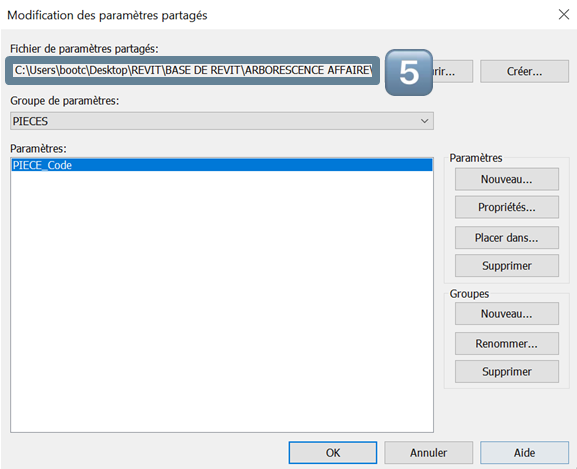 Modification des paramètres partagés
Fichier de paramètres partagés:
C:\Users\bootc\Desktop\REVIT\BASE DE REVIT\ARBORESCENCE AFFAIRE\
5
Créer...
Groupe de paramètres:
PIECES
Paramètres:
PIECE_Code
Paramètres
Nouveau...
Propriétés...
Placer dans...
Supprimer
Groupes
Nouveau...
Renommer...
Supprimer
OK
Annuler
Aide